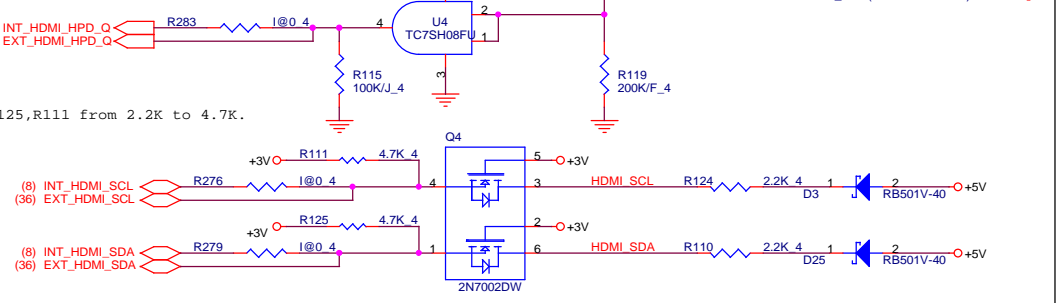 INT_HDMI_HPD_Q R283 I@0_4 4 U4 2
EXT_HDMI_HPD_Q TC7SH08FU 1
3
R115
100K/J_4
R119
200K/F_4
125,R111 from 2.2K to 4.7K.
Q4
+3V R111 4.7K_4 5 +3V
(8) INT_HDMI_SCL R276 I@0_4 4 3 HDMI_SCL R124 2.2K_4 1 2 +5V
(36) EXT_HDMI_SCL D3 RB501V-40
+3V R125 4.7K_4 2 +3V
(8) INT_HDMI_SDA R279 I@0_4 1 6 HDMI_SDA R110 2.2K_4 1 2 +5V
(36) EXT_HDMI_SDA D25 RB501V-40
2N7002DW